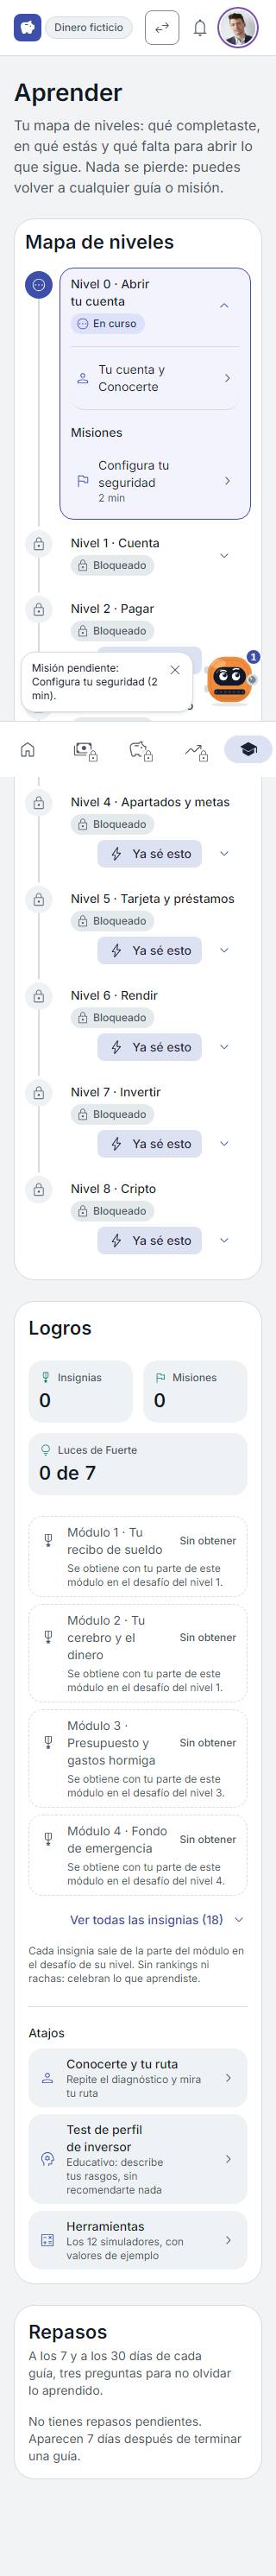 Dinero ficticio
Aprender
Tu mapa de niveles: qué completaste,
en qué estás y qué falta para abrir lo
que sigue. Nada se pierde: puedes
volver a cualquier guía o misión.
Mapa de niveles
Nivel 0 · Abrir
tu cuenta
En curso
Tu cuenta y
Conocerte
Misiones
Configura tu
seguridad
2 min
Nivel 1 · Cuenta
Bloqueado
Nivel 2 · Pagar
Bloqueado
Misión pendiente:
Configura tu seguridad (2
min).
1
Nivel 4 · Apartados y metas
Bloqueado
Ya sé esto
Nivel 5 · Tarjeta y préstamos
Bloqueado
Ya sé esto
Nivel 6 · Rendir
Bloqueado
Ya sé esto
Nivel 7 · Invertir
Bloqueado
Ya sé esto
Nivel 8 · Cripto
Bloqueado
Ya sé esto
Logros
Insignias
0
Misiones
0
Luces de Fuerte
0 de 7
Módulo 1 · Tu
recibo de sueldo
Sin obtener
Se obtiene con tu parte de este
módulo en el desafío del nivel 1.
Módulo 2 · Tu
cerebro y el
dinero
Sin obtener
Se obtiene con tu parte de este
módulo en el desafío del nivel 1.
Módulo 3 ·
Presupuesto y
gastos hormiga
Sin obtener
Se obtiene con tu parte de este
módulo en el desafío del nivel 3.
Módulo 4 · Fondo
de emergencia
Sin obtener
Se obtiene con tu parte de este
módulo en el desafío del nivel 4.
Ver todas las insignias (18)
Cada insignia sale de la parte del módulo en
el desafío de su nivel. Sin rankings ni
rachas: celebran lo que aprendiste.
Atajos
Conocerte y tu ruta
Repite el diagnóstico y mira
tu ruta
Test de perfil
de inversor
Educativo: describe
tus rasgos, sin
recomendarte nada
Herramientas
Los 12 simuladores, con
valores de ejemplo
Repasos
A los 7 y a los 30 días de cada
guía, tres preguntas para no olvidar
lo aprendido.
No tienes repasos pendientes.
Aparecen 7 días después de terminar
una guía.